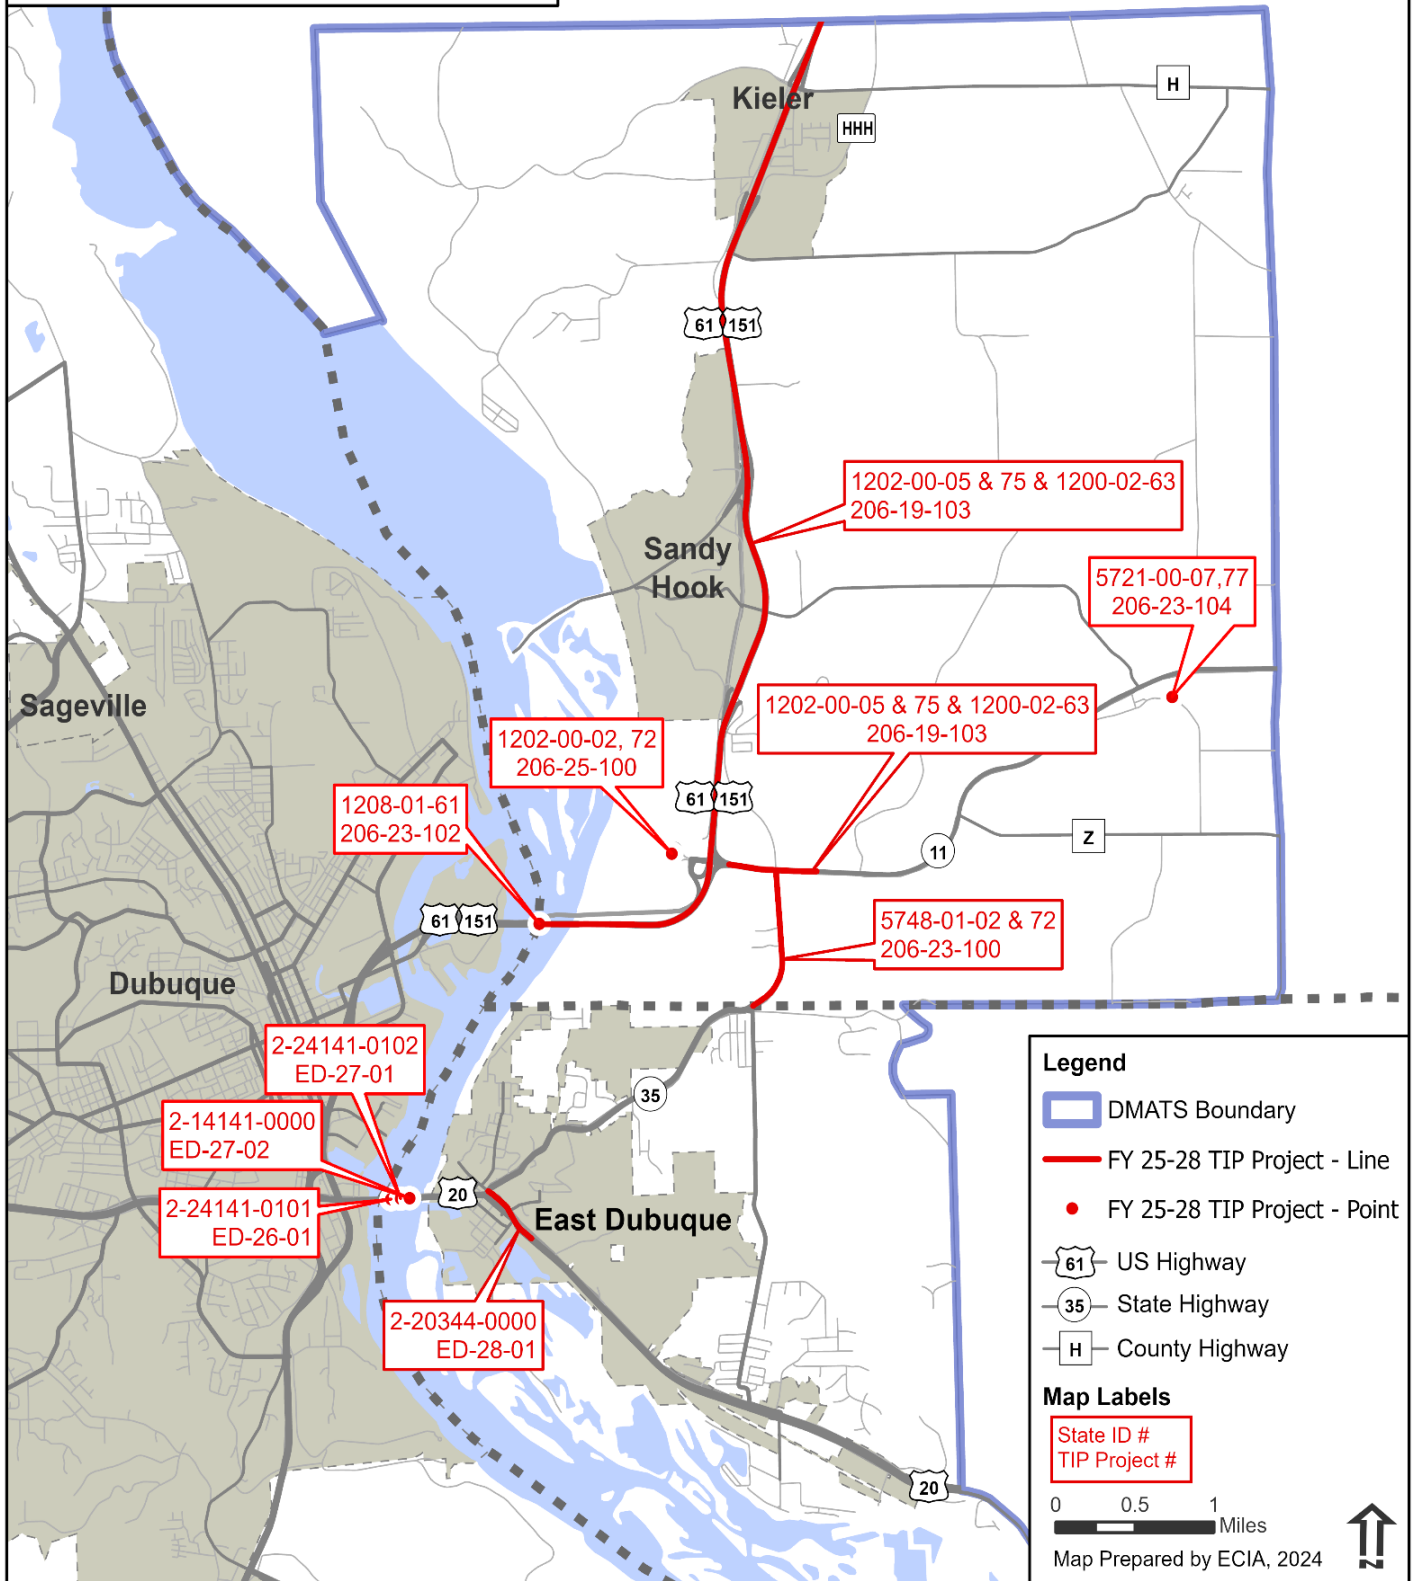 Kieler
H
HHH
61 151
1202-00-05 & 75 & 1200-02-63
206-19-103
Sandy
Hook
5721-00-07,77
206-23-104
Sageville
1202-00-05 & 75 & 1200-02-63
206-19-103
1202-00-02, 72
206-25-100
61 151
1208-01-61
206-23-102
11
Z
61 151
5748-01-02 & 72
206-23-100
Dubuque
2-24141-0102
ED-27-01
35
2-14141-0000
ED-27-02
20
2-24141-0101
ED-26-01
East Dubuque
2-20344-0000
ED-28-01
20
Legend
DMATS Boundary
FY 25-28 TIP Project - Line
FY 25-28 TIP Project - Point
61 US Highway
35 State Highway
H County Highway
Map Labels
State ID #
TIP Project #
0 0.5 1
Miles
Map Prepared by ECIA, 2024
N